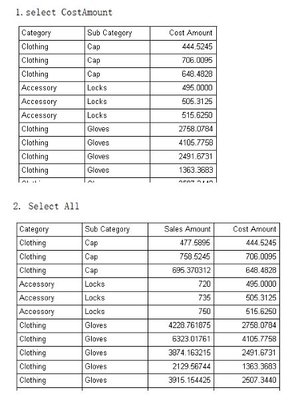 1. select CostAmount
Category Sub Category Cost Amount
Clothing Cap 444.5245
Clothing Cap 706.0095
Clothing Cap 648.4828
Accessory Locks 495.0000
Accessory Locks 505.3125
Accessory Locks 515.6250
Clothing Gloves 2758.0784
Clothing Gloves 4105.7758
Clothing Gloves 2491.6731
Clothing Gloves 1363.3683
2. Select All
Category Sub Category Sales Amount Cost Amount
Clothing Cap 477.5895 444.5245
Clothing Cap 758.5245 706.0095
Clothing Cap 695.370312 648.4828
Accessory Locks 720 495.0000
Accessory Locks 735 505.3125
Accessory Locks 750 515.6250
Clothing Gloves 4228.761875 2758.0784
Clothing Gloves 6323.01761 4105.7758
Clothing Gloves 3874.163215 2491.6731
Clothing Gloves 2129.56744 1363.3683
Clothing Gloves 3915.154425 2507.3440